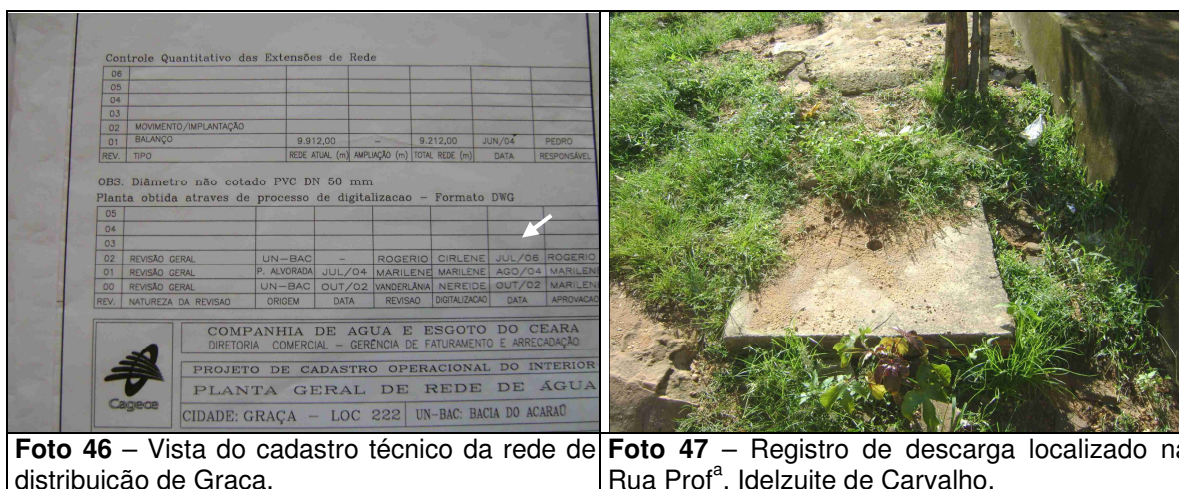 Controle Quantitativo das Extensões de Rede
06
05
04
03
02 MOVIMENTO/IMPLANTAÇÃO
01 BALANÇO 9.912,00 – 9.212,00 JUN/04 PEDRO
REV. TIPO REDE ATUAL (m) AMPLIAÇÃO (m) TOTAL REDE (m) DATA RESPONSÁVEL
OBS. Diâmetro não cotado PVC DN 50 mm
Planta obtida atraves de processo de digitalizacao – Formato DWG
05
04
03
02 REVISÃO GERAL UN-BAC – ROGERIO CIRLENE JUL/06 ROGERIO
01 REVISÃO GERAL P. ALVORADA JUL/04 MARILENE MARILENE AGO/04 MARILENE
00 REVISÃO GERAL UN-BAC OUT/02 VANDERLÂNIA NEREIDE OUT/02 MARILEN
REV. NATUREZA DA REVISAO ORIGEM DATA REVISAO DIGITALIZACAO DATA APROVACAO
COMPANHIA DE AGUA E ESGOTO DO CEARA
DIRETORIA COMERCIAL – GERÊNCIA DE FATURAMENTO E ARRECADAÇÃO
PROJETO DE CADASTRO OPERACIONAL DO INTERIOR
PLANTA GERAL DE REDE DE ÁGUA
Cagece
CIDADE: GRAÇA – LOC 222 UN-BAC: BACIA DO ACARAÚ
Foto 46 – Vista do cadastro técnico da rede de
distribuição de Graça.
Foto 47 – Registro de descarga localizado na
Rua Profª. Idelzuite de Carvalho.